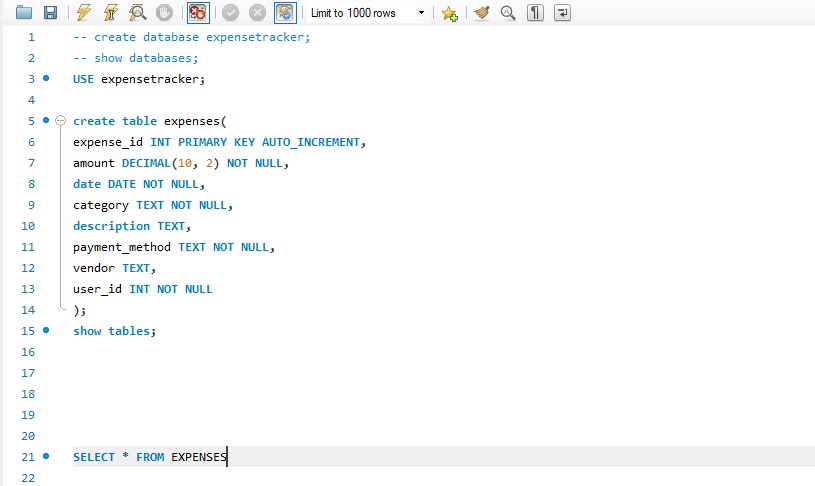 Limit to 1000 rows
1 -- create database expensetracker;
2 -- show databases;
3 USE expensetracker;
4
5 create table expenses(
6 expense_id INT PRIMARY KEY AUTO_INCREMENT,
7 amount DECIMAL(10, 2) NOT NULL,
8 date DATE NOT NULL,
9 category TEXT NOT NULL,
10 description TEXT,
11 payment_method TEXT NOT NULL,
12 vendor TEXT,
13 user_id INT NOT NULL
14 );
15 show tables;
16
17
18
19
20
21 SELECT * FROM EXPENSES
22